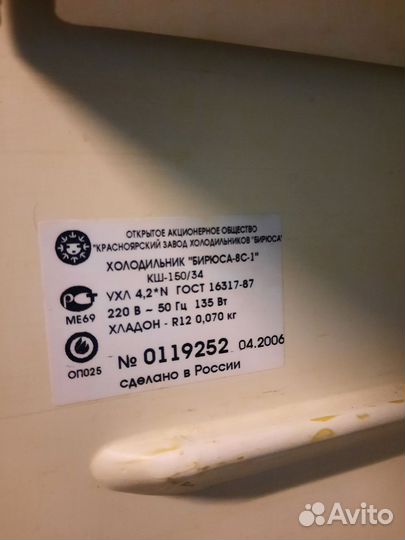 ОТКРЫТОЕ АКЦИОНЕРНОЕ ОБЩЕСТВО
"КРАСНОЯРСКИЙ ЗАВОД ХОЛОДИЛЬНИКОВ "БИРЮСА"
ХОЛОДИЛЬНИК "БИРЮСА-8С-1"
КШ-150/34
РСТ
УХЛ 4,2*N ГОСТ 16317-87
МЕ69
220 В ~ 50 Гц 135 Вт
ХЛАДОН - R12 0,070 кг
ОП025
№ 0119252 04.2006
сделано в России
Avito